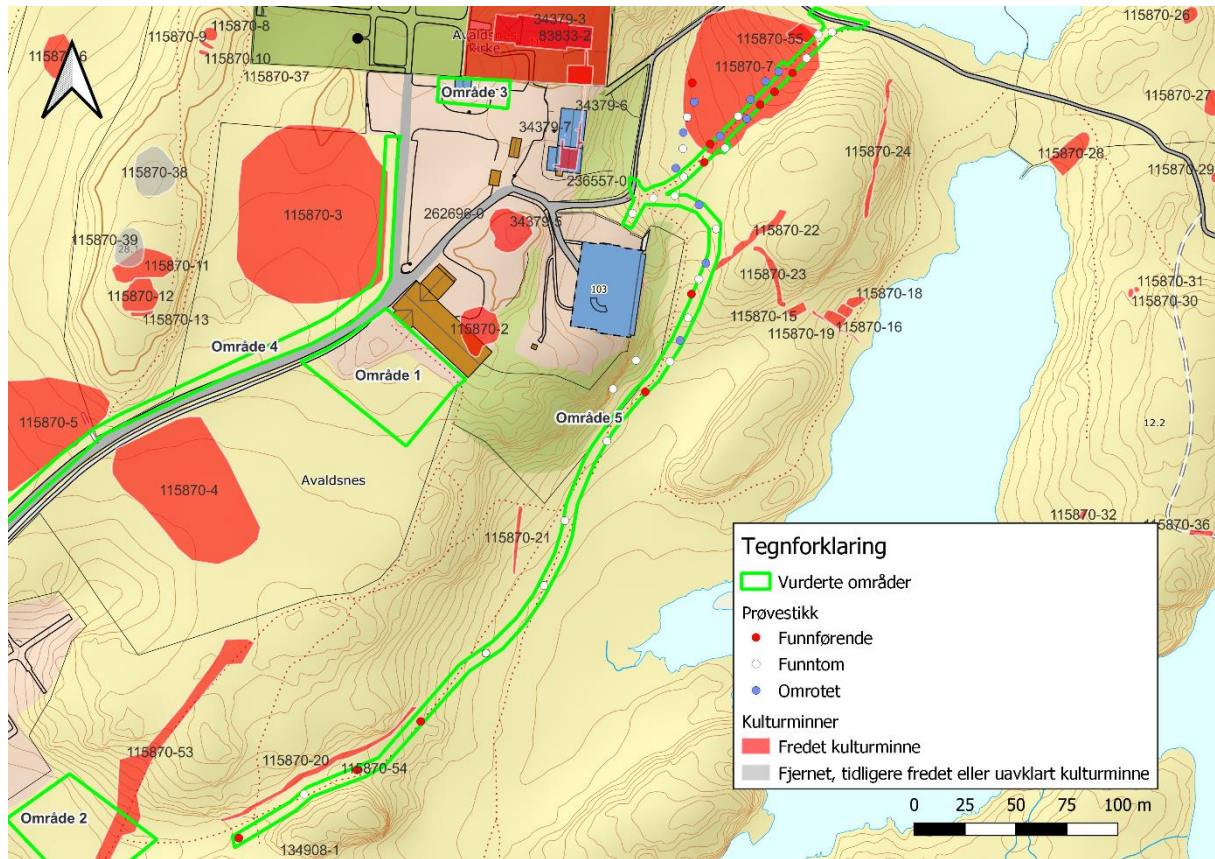 115870-8
34379-3
115870-26
115870-9
Avaldsnes
83833-2
115870-55
Kirke
115870-10
115870-37
115870-7
Område 3
115870-27
34379-6
34379-7
115870-24
115870-28
115870-38
115870-29
236557-0
115870-3
262696-0
34379-5
115870-22
115870-39
28.1
115870-11
115870-23
115870-31
115870-12
103
115870-18
115870-30
115870-13
115870-15
115870-2
115870-19
115870-16
Område 4
Område 1
115870-5
Område 5
12.2
Avaldsnes
115870-4
115870-32
115870-36
115870-21
Tegnforklaring
Vurderte områder
Prøvestikk
Funnførende
Funntom
Omrotet
Kulturminner
Fredet kulturminne
Fjernet, tidligere fredet eller uavklart kulturminne
115870-53
115870-20
115870-54
0 25 50 75 100 m
Område 2
134908-1